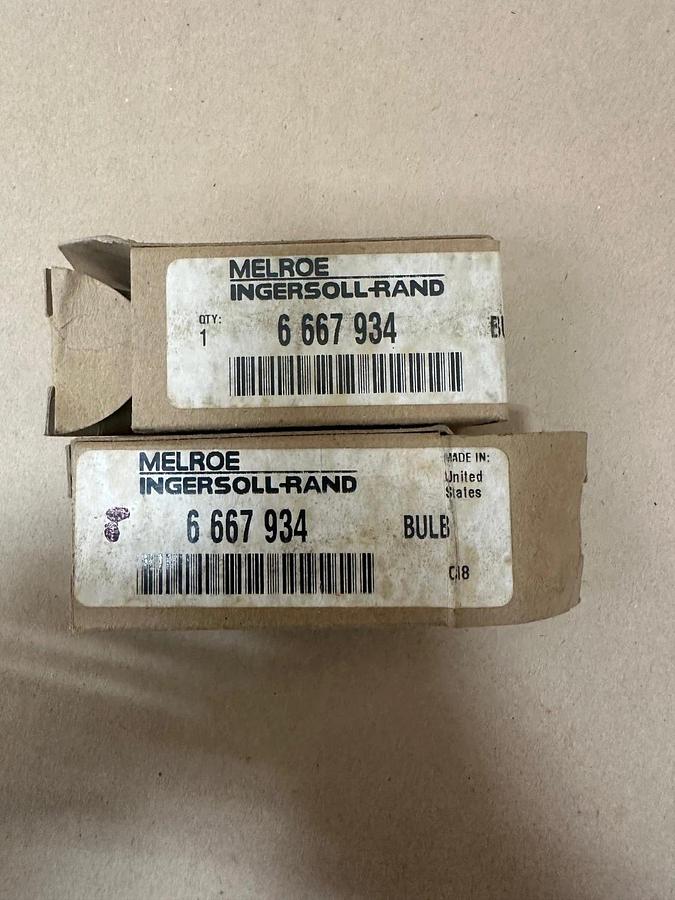 MELROE
INGERSOLL-RAND
QTY:
1
6 667 934
MELROE
INGERSOLL-RAND
6 667 934
BULB
MADE IN:
United
States